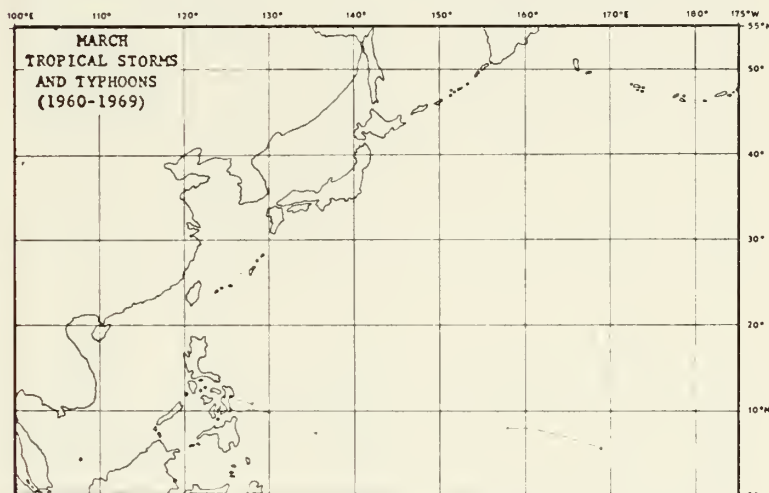 100°E 110° 120° 130° 140° 150°E 160° 170°E 180° 175°W
MARCH
TROPICAL STORMS
AND TYPHOONS
(1960-1969)
55°N
50°
40°
30°
20°
10°N